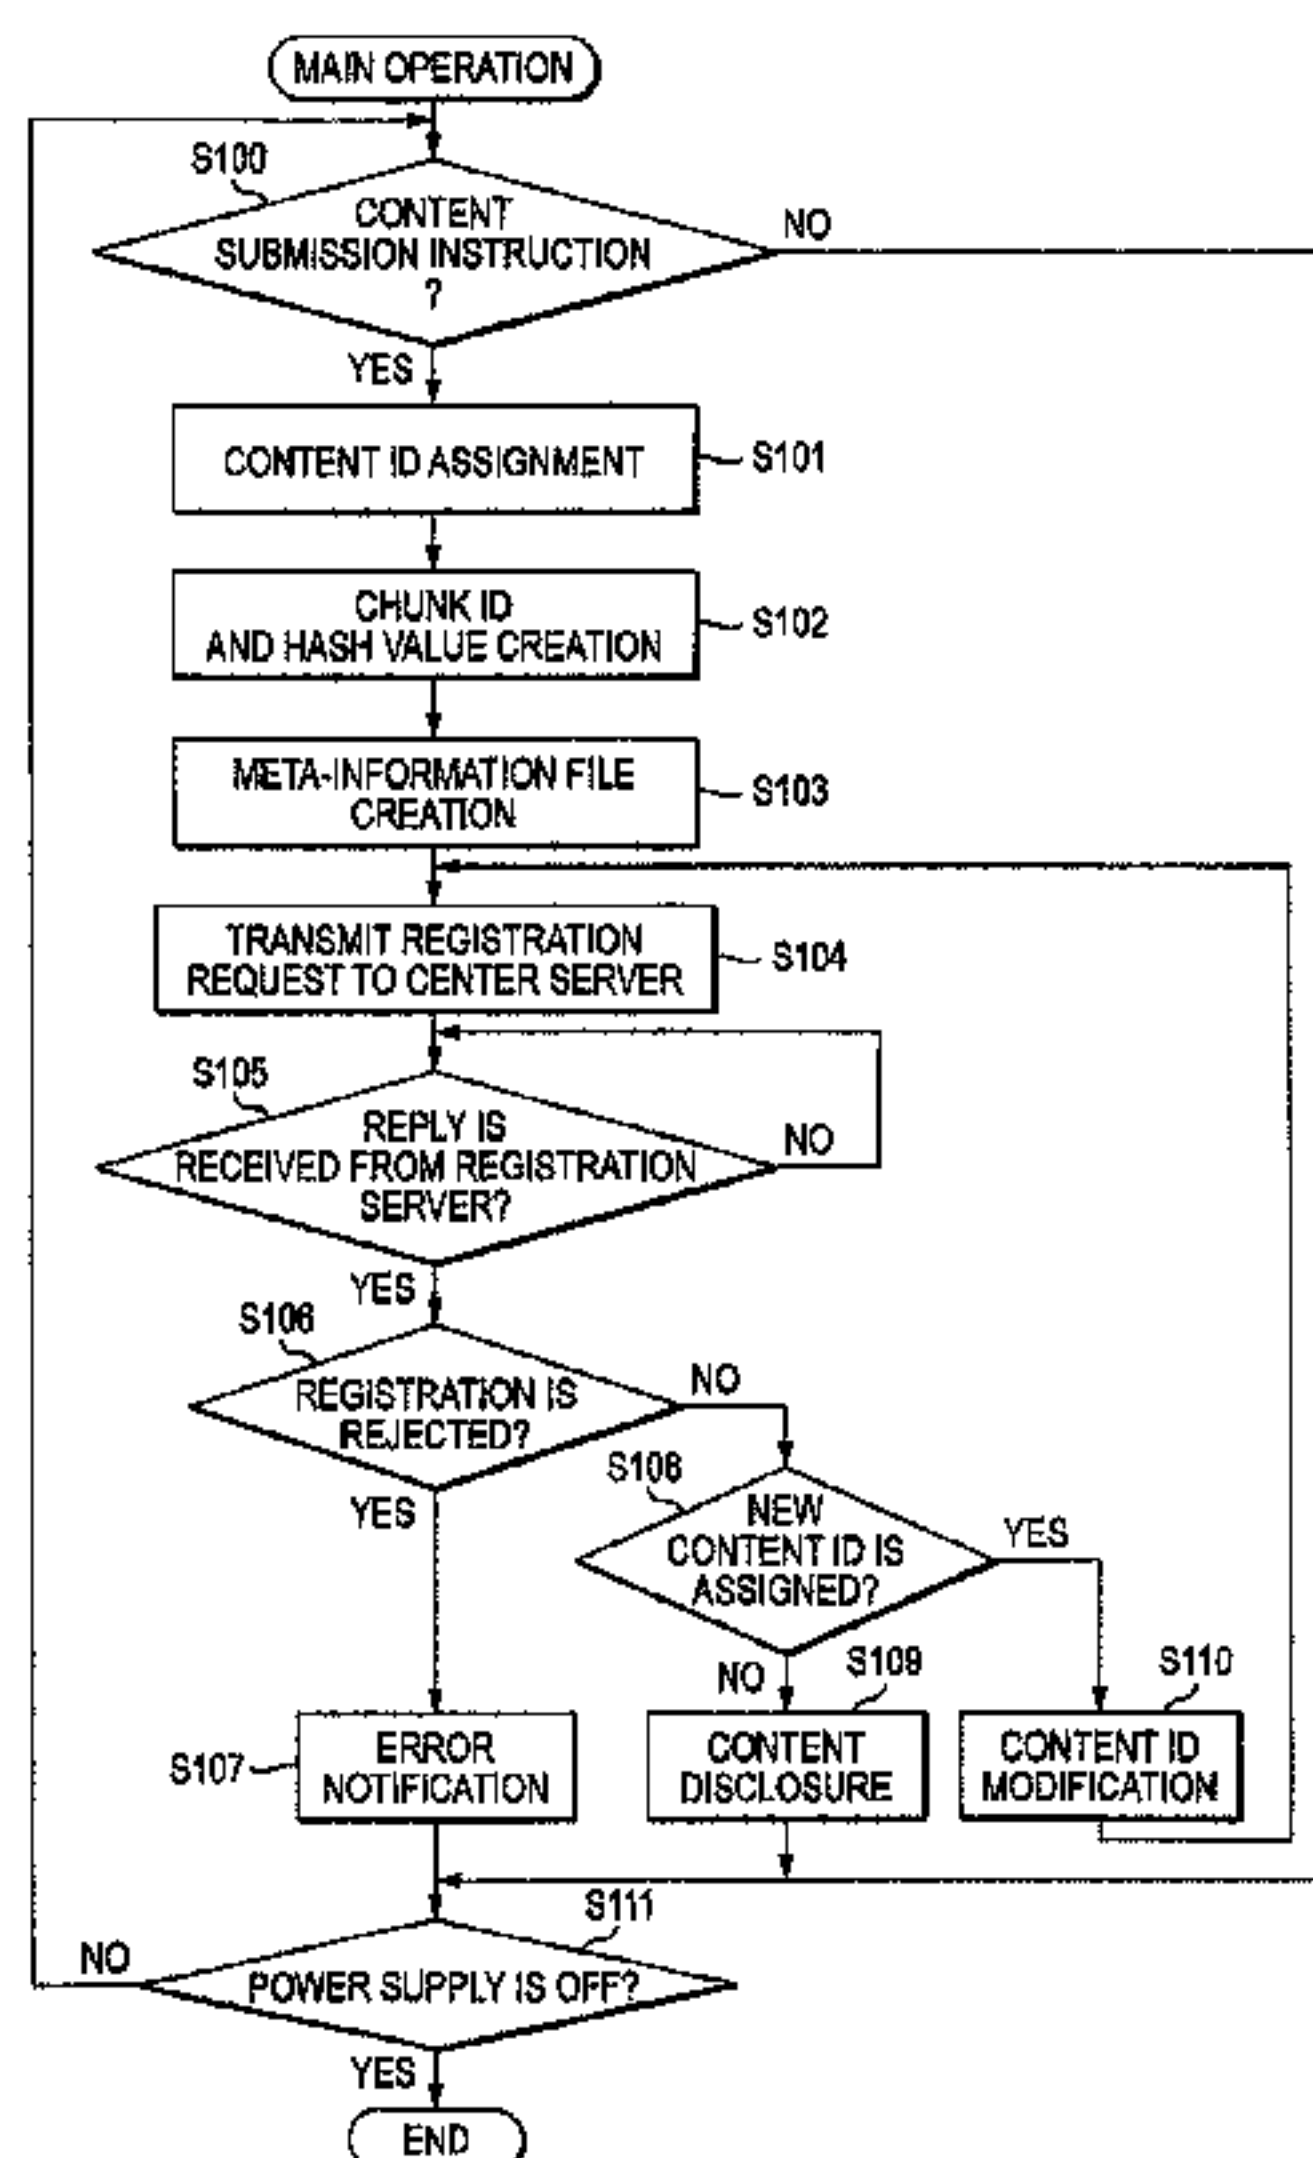 MAIN OPERATION
S100
CONTENT
SUBMISSION INSTRUCTION
?
NO
YES
CONTENT ID ASSIGNMENT
S101
CHUNK ID
AND HASH VALUE CREATION
S102
META-INFORMATION FILE
CREATION
S103
TRANSMIT REGISTRATION
REQUEST TO CENTER SERVER
S104
S105
REPLY IS
RECEIVED FROM REGISTRATION
SERVER?
NO
YES
S106
REGISTRATION IS
REJECTED?
NO
YES
S108
NEW
CONTENT ID IS
ASSIGNED?
YES
NO
S109
S110
S107
ERROR
NOTIFICATION
CONTENT
DISCLOSURE
CONTENT ID
MODIFICATION
S111
NO
POWER SUPPLY IS OFF?
YES
END